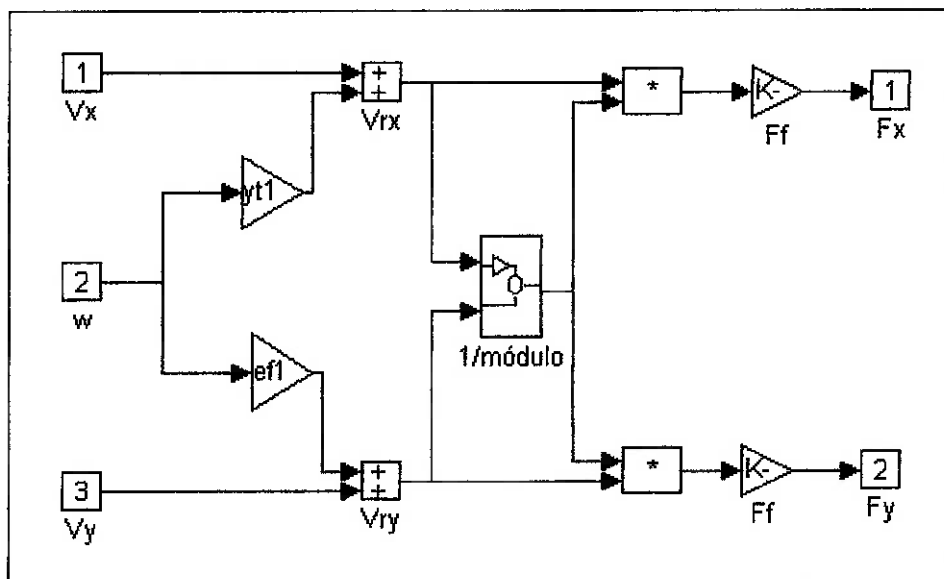 1
Vx
+
+
Vrx
*
K-
Ff
1
Fx
yt1
2
w
1/módulo
ef1
3
Vy
+
+
Vry
*
K-
Ff
2
Fy